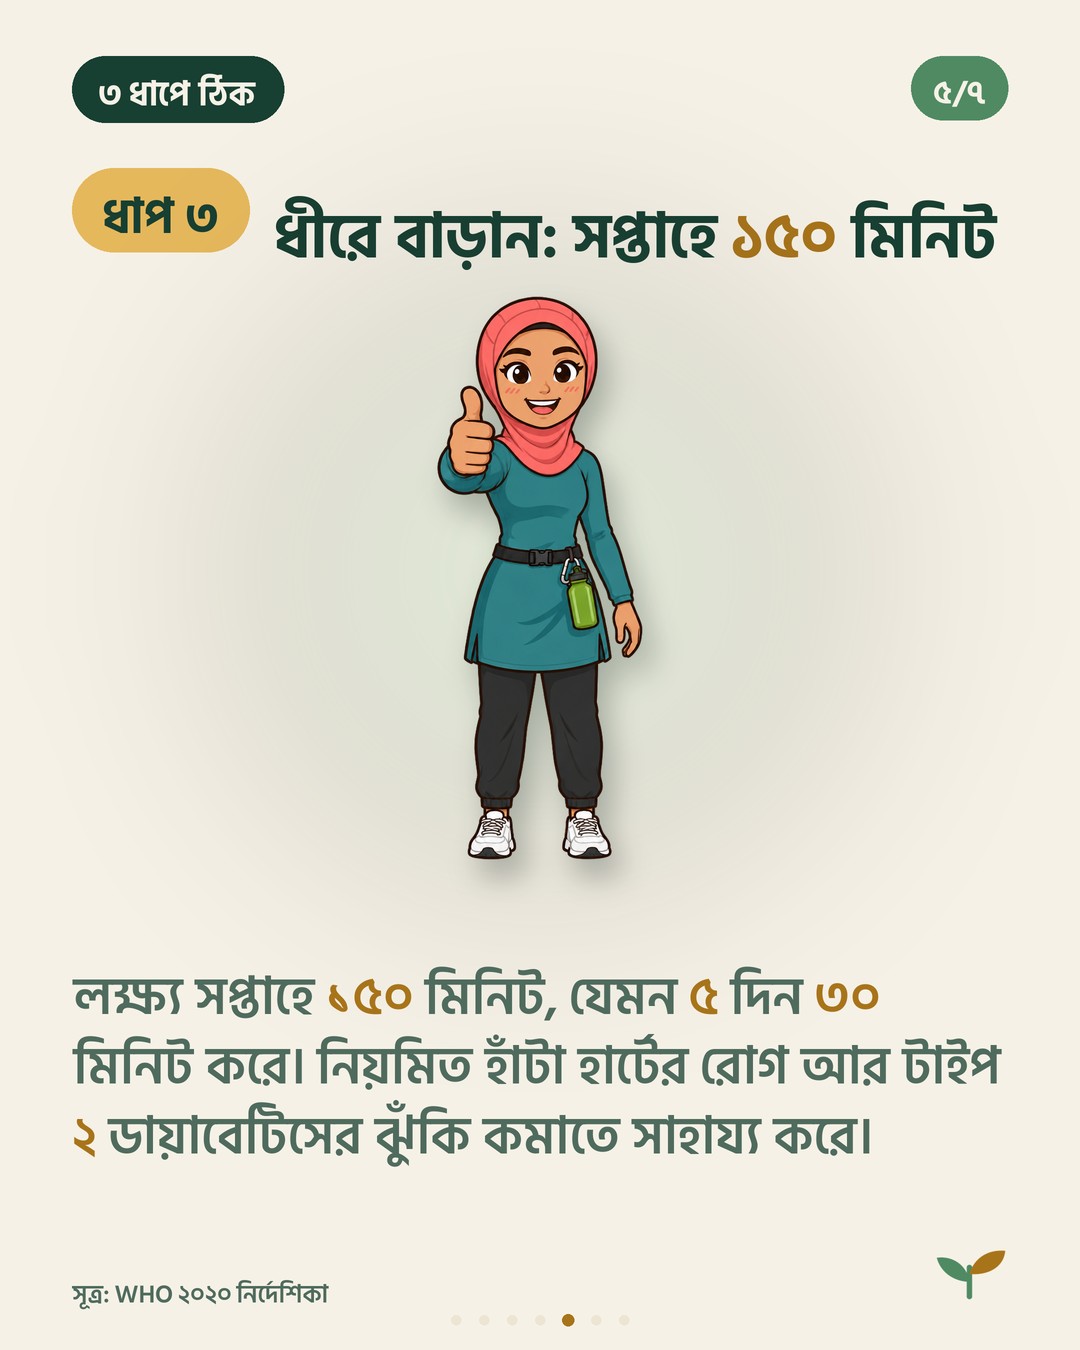 ৩ ধাপে ঠিক
৫/৭
ধাপ ৩
ধীরে বাড়ান: সপ্তাহে ১৫০ মিনিট
লক্ষ্য সপ্তাহে ১৫০ মিনিট, যেমন ৫ দিন ৩০
মিনিট করে। নিয়মিত হাঁটা হার্টের রোগ আর টাইপ
২ ডায়াবেটিসের ঝুঁকি কমাতে সাহায্য করে।
সূত্র: WHO ২০২০ নির্দেশিকা